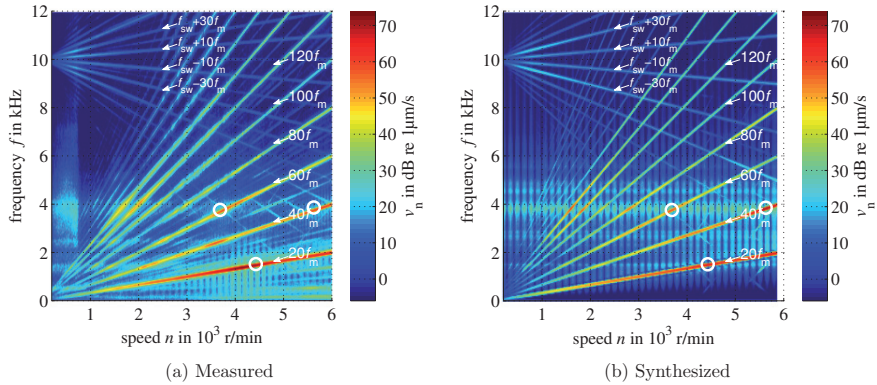 12
10
8
6
4
2
0
frequency f in kHz
1 2 3 4 5 6
speed n in 10³ r/min
f_sw+30f_m
f_sw+10f_m
f_sw−10f_m
f_sw−30f_m
120f_m
100f_m
80f_m
60f_m
40f_m
20f_m
70
60
50
40
30
20
10
0
v_n in dB re 1μm/s
(a) Measured
12
10
8
6
4
2
0
frequency f in kHz
1 2 3 4 5 6
speed n in 10³ r/min
f_sw+30f_m
f_sw+10f_m
f_sw−10f_m
f_sw−30f_m
120f_m
100f_m
80f_m
60f_m
40f_m
20f_m
70
60
50
40
30
20
10
0
v_n in dB re 1μm/s
(b) Synthesized